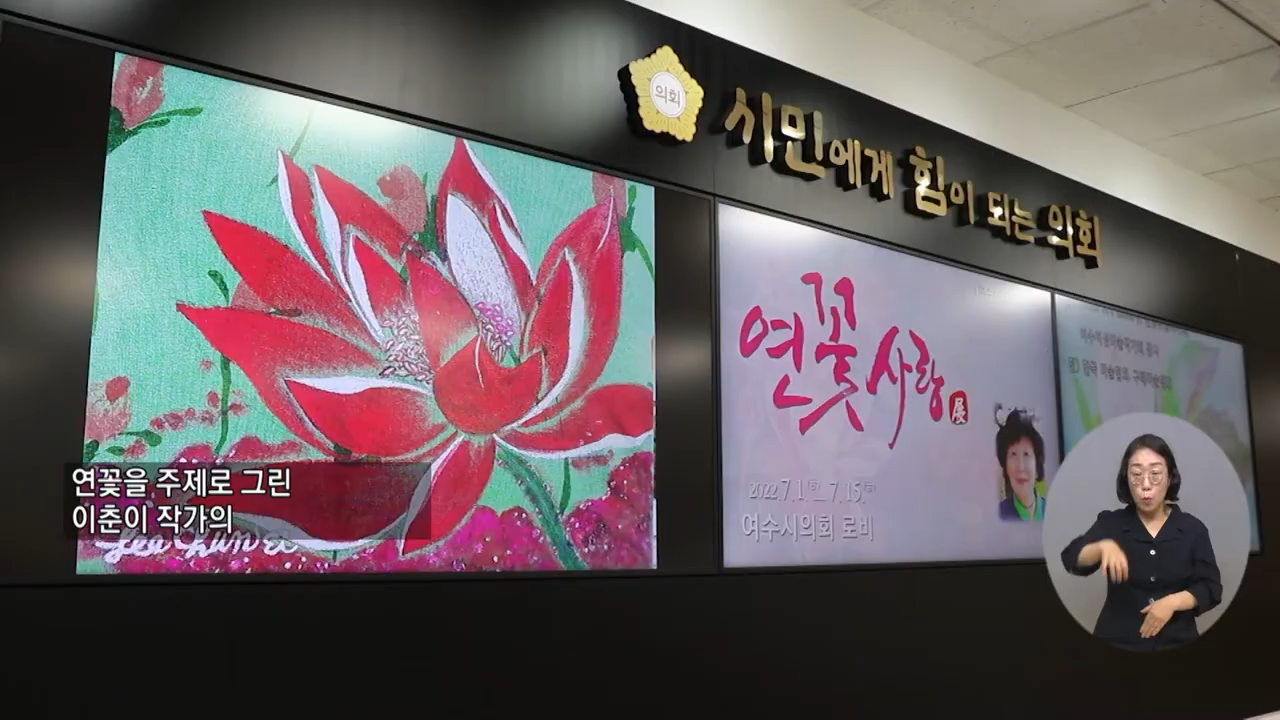 의회
시민에게 힘이 되는 의회
연꽃사랑 展
2022.7.1 7.15
여수시의회 로비
연꽃을 주제로 그린
이춘이 작가의